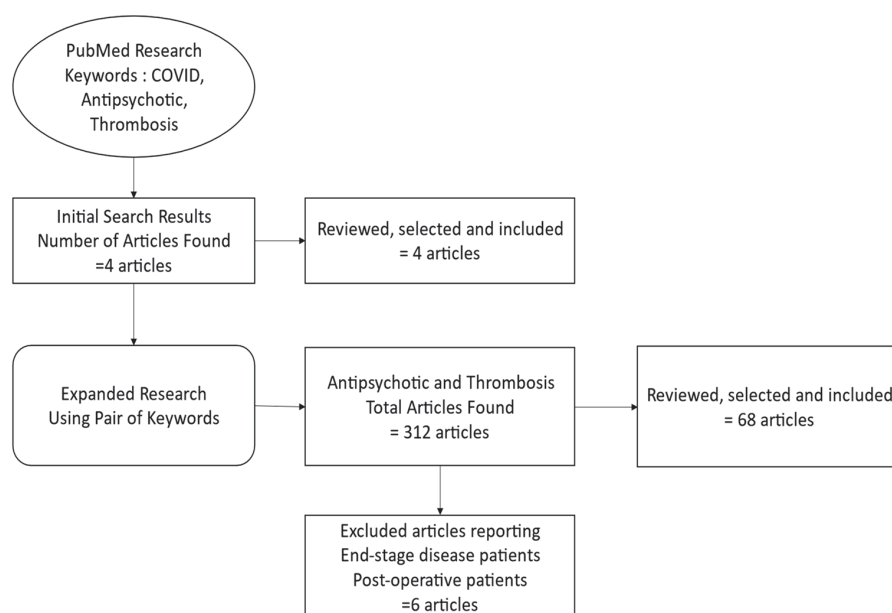 PubMed Research
Keywords : COVID,
Antipsychotic,
Thrombosis
Initial Search Results
Number of Articles Found
=4 articles
Reviewed, selected and included
= 4 articles
Expanded Research
Using Pair of Keywords
Antipsychotic and Thrombosis
Total Articles Found
= 312 articles
Reviewed, selected and included
= 68 articles
Excluded articles reporting
End-stage disease patients
Post-operative patients
=6 articles